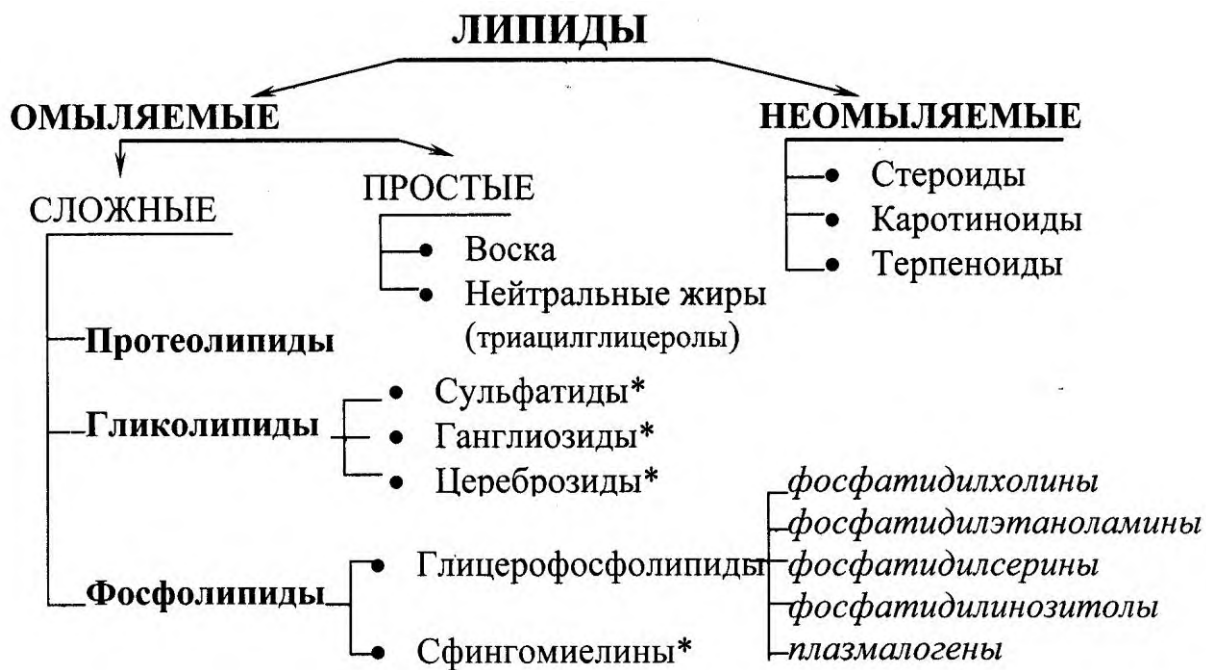 ЛИПИДЫ
ОМЫЛЯЕМЫЕ
НЕОМЫЛЯЕМЫЕ
СЛОЖНЫЕ
ПРОСТЫЕ
• Стероиды
• Каротиноиды
• Терпеноиды
• Воска
• Нейтральные жиры
(триацилглицеролы)
Протеолипиды
Гликолипиды
• Сульфатиды*
• Ганглиозиды*
• Цереброзиды*
Фосфолипиды
• Глицерофосфолипиды
• Сфингомиелины*
фосфатидилхолины
фосфатидилэтаноламины
фосфатидилсерины
фосфатидилинозитолы
плазмалогены